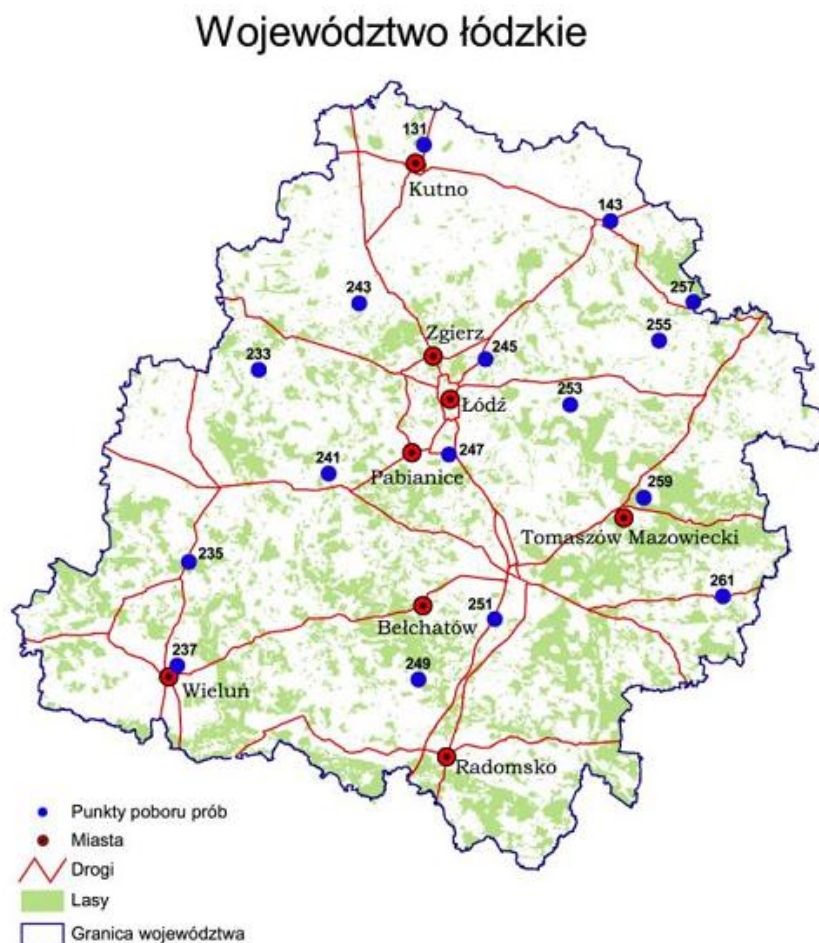 Województwo łódzkie
131
Kutno
143
243
257
Zgierz
245
255
233
Łódź
253
241
Pabianice
247
259
Tomaszów Mazowiecki
235
261
Bełchatów
251
237
Wieluń
249
Radomsko
Punkty poboru prób
Miasta
Drogi
Lasy
Granica województwa